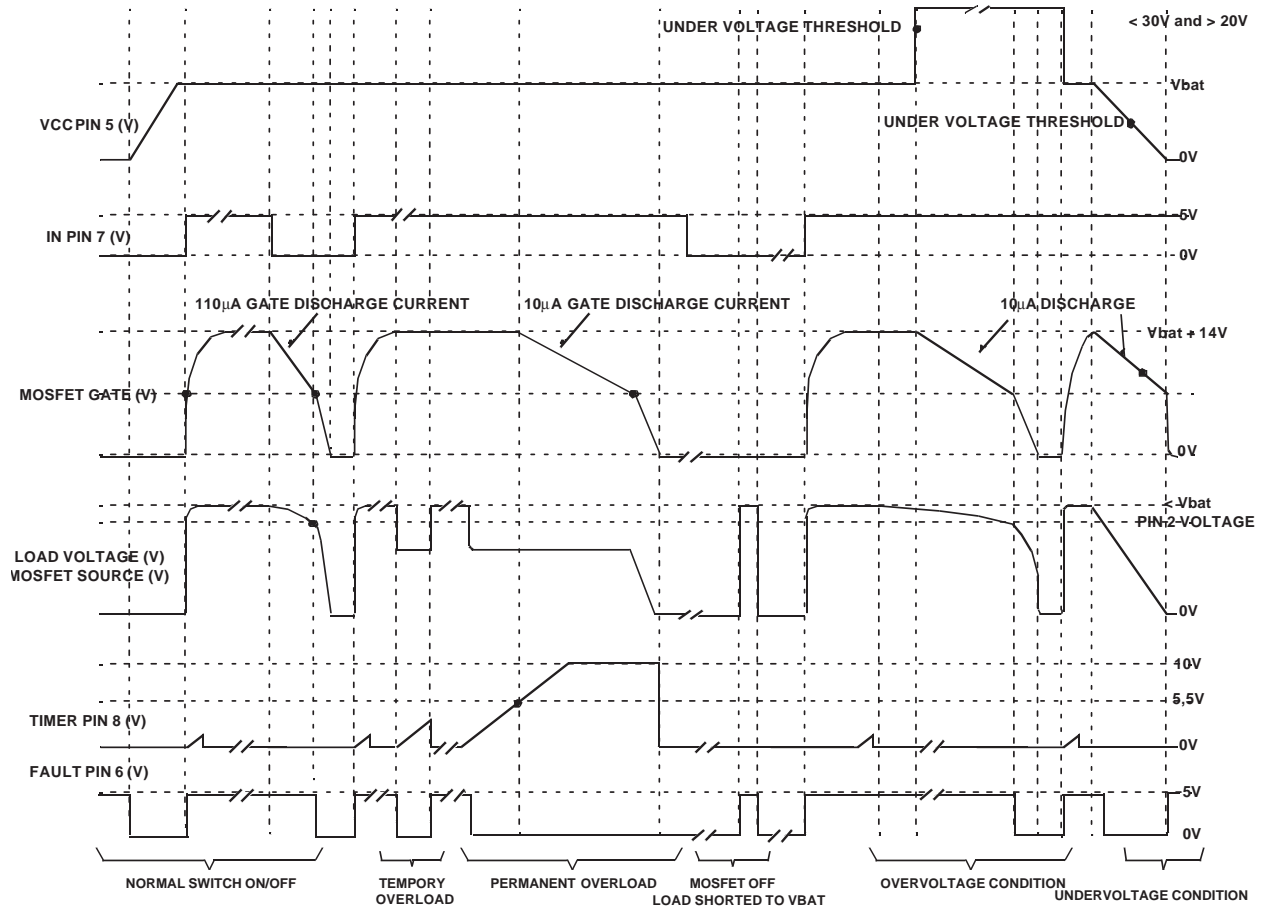 UNDER VOLTAGE THRESHOLD
< 30V and > 20V
Vbat
VCC PIN 5 (V)
UNDER VOLTAGE THRESHOLD
0V
5V
IN PIN 7 (V)
0V
110μA GATE DISCHARGE CURRENT
10μA GATE DISCHARGE CURRENT
10μA DISCHARGE
Vbat + 14V
MOSFET GATE (V)
0V
< Vbat
PIN 2 VOLTAGE
LOAD VOLTAGE (V)
MOSFET SOURCE (V)
0V
10V
5,5V
TIMER PIN 8 (V)
0V
FAULT PIN 6 (V)
5V
0V
NORMAL SWITCH ON/OFF
TEMPORY
OVERLOAD
PERMANENT OVERLOAD
MOSFET OFF
LOAD SHORTED TO VBAT
OVERVOLTAGE CONDITION
UNDERVOLTAGE CONDITION